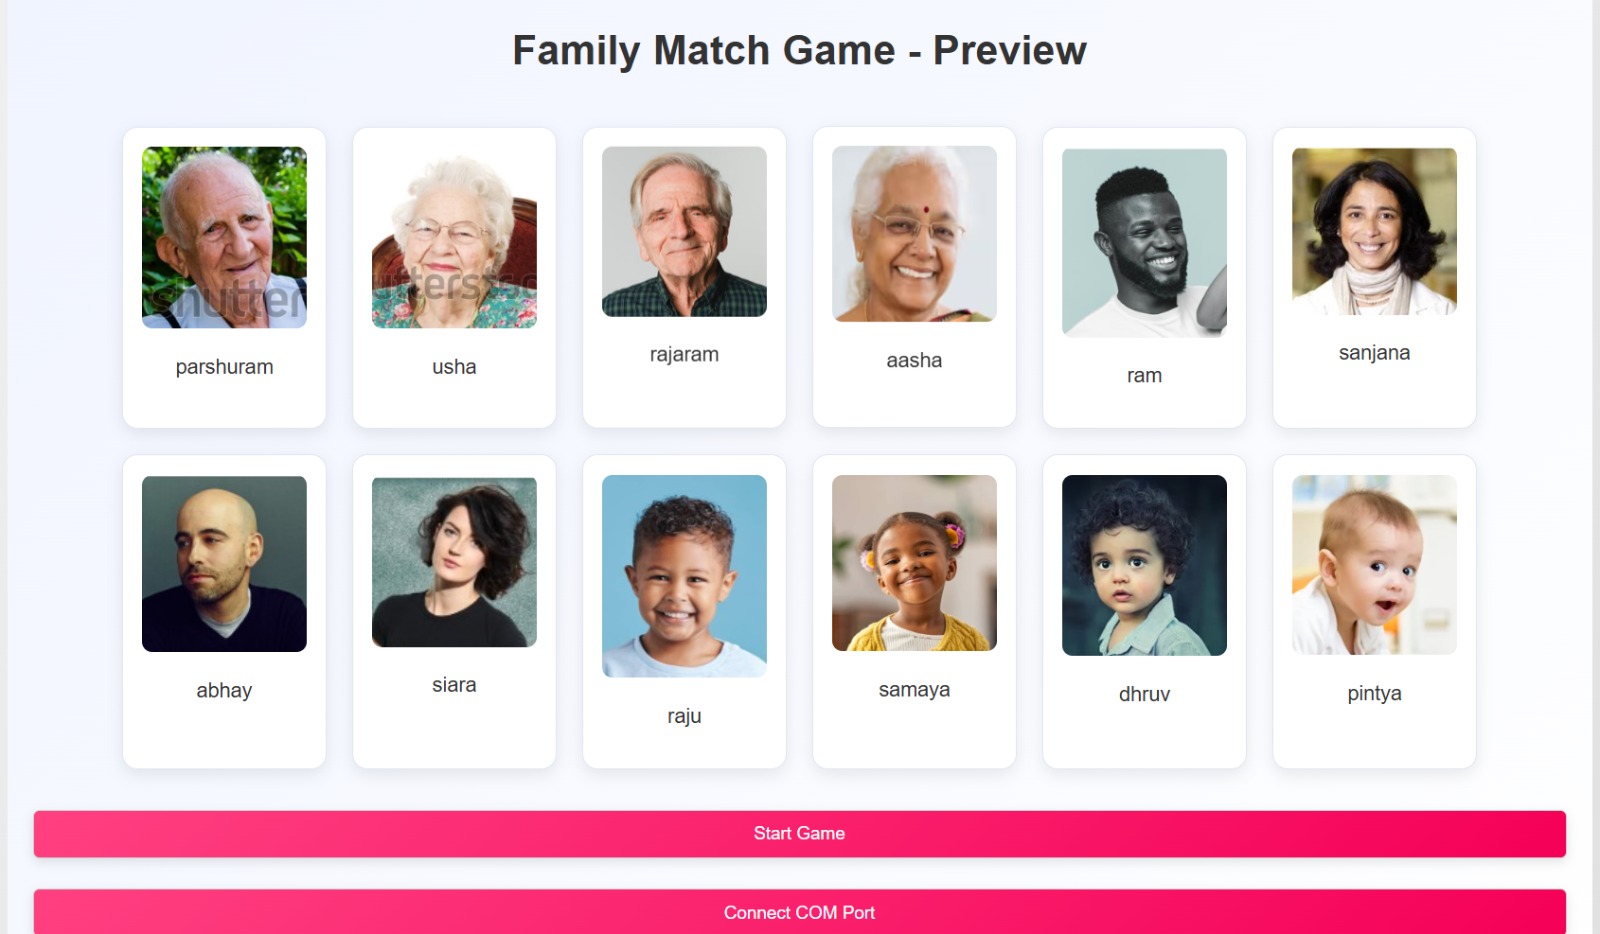 Family Match Game - Preview
shutter
parshuram
usha
rajaram
aasha
ram
sanjana
abhay
siara
raju
samaya
dhruv
pintya
Start Game
Connect COM Port